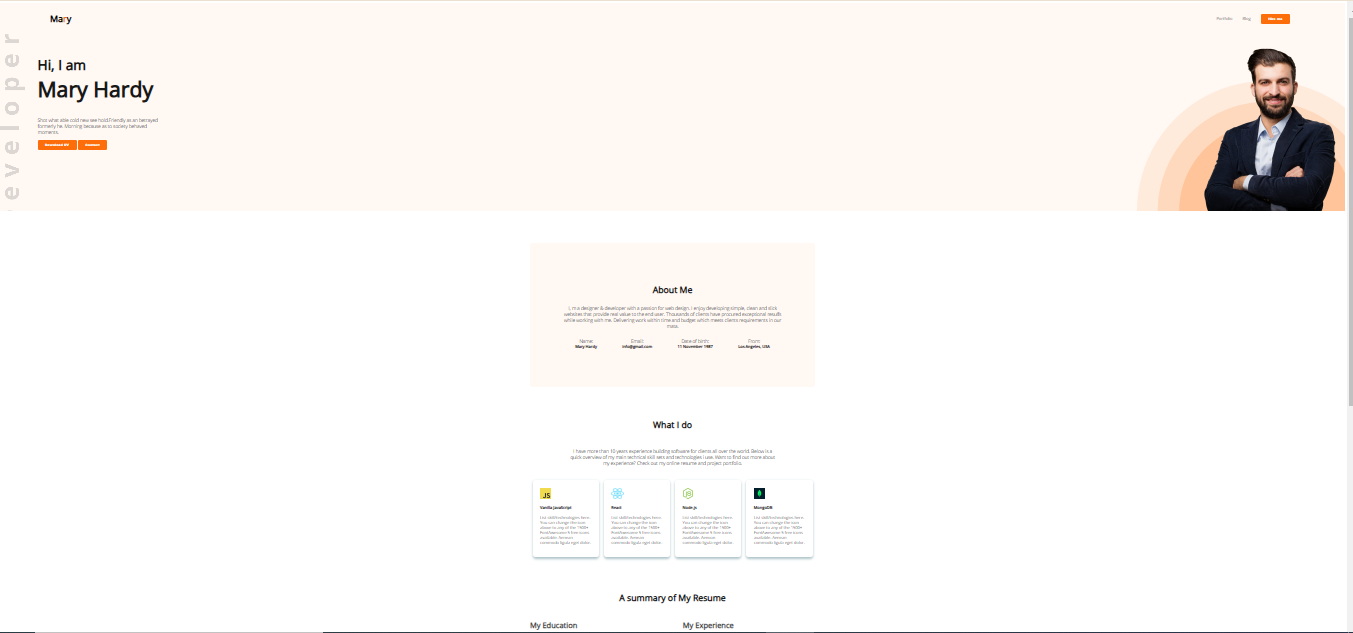 Mary
Portfolio Blog Hire me
eveloper
Hi, I am
Mary Hardy
Shot what able cold new see hold.Friendly as an betrayed
formerly he. Morning because as to society behaved
moments.
Download CV Contact
About Me
I, m a designer & developer with a passion for web design. I enjoy developing simple, clean and slick
websites that provide real value to the end user. Thousands of clients have procured exceptional results
while working with me. Delivering work within time and budget which meets clients requirements in our
moto.
Name: Email: Date of birth: From:
Mary Hardy info@gmail.com 11 November 1987 Los Angeles, USA
What I do
I have more than 10 years experience building software for clients all over the world. Below is a
quick overview of my main technical skill sets and technologies I use. Want to find out more about
my experience? Check out my online resume and project portfolio.
JS
Vanilla JavaScript
List skills/technologies here.
You can change the icon
above to any of the 1500+
FontAwesome 5 free icons
available. Aenean
commodo ligula eget dolor.
React
List skills/technologies here.
You can change the icon
above to any of the 1500+
FontAwesome 5 free icons
available. Aenean
commodo ligula eget dolor.
Node.js
List skills/technologies here.
You can change the icon
above to any of the 1500+
FontAwesome 5 free icons
available. Aenean
commodo ligula eget dolor.
MongoDB
List skills/technologies here.
You can change the icon
above to any of the 1500+
FontAwesome 5 free icons
available. Aenean
commodo ligula eget dolor.
A summary of My Resume
My Education My Experience